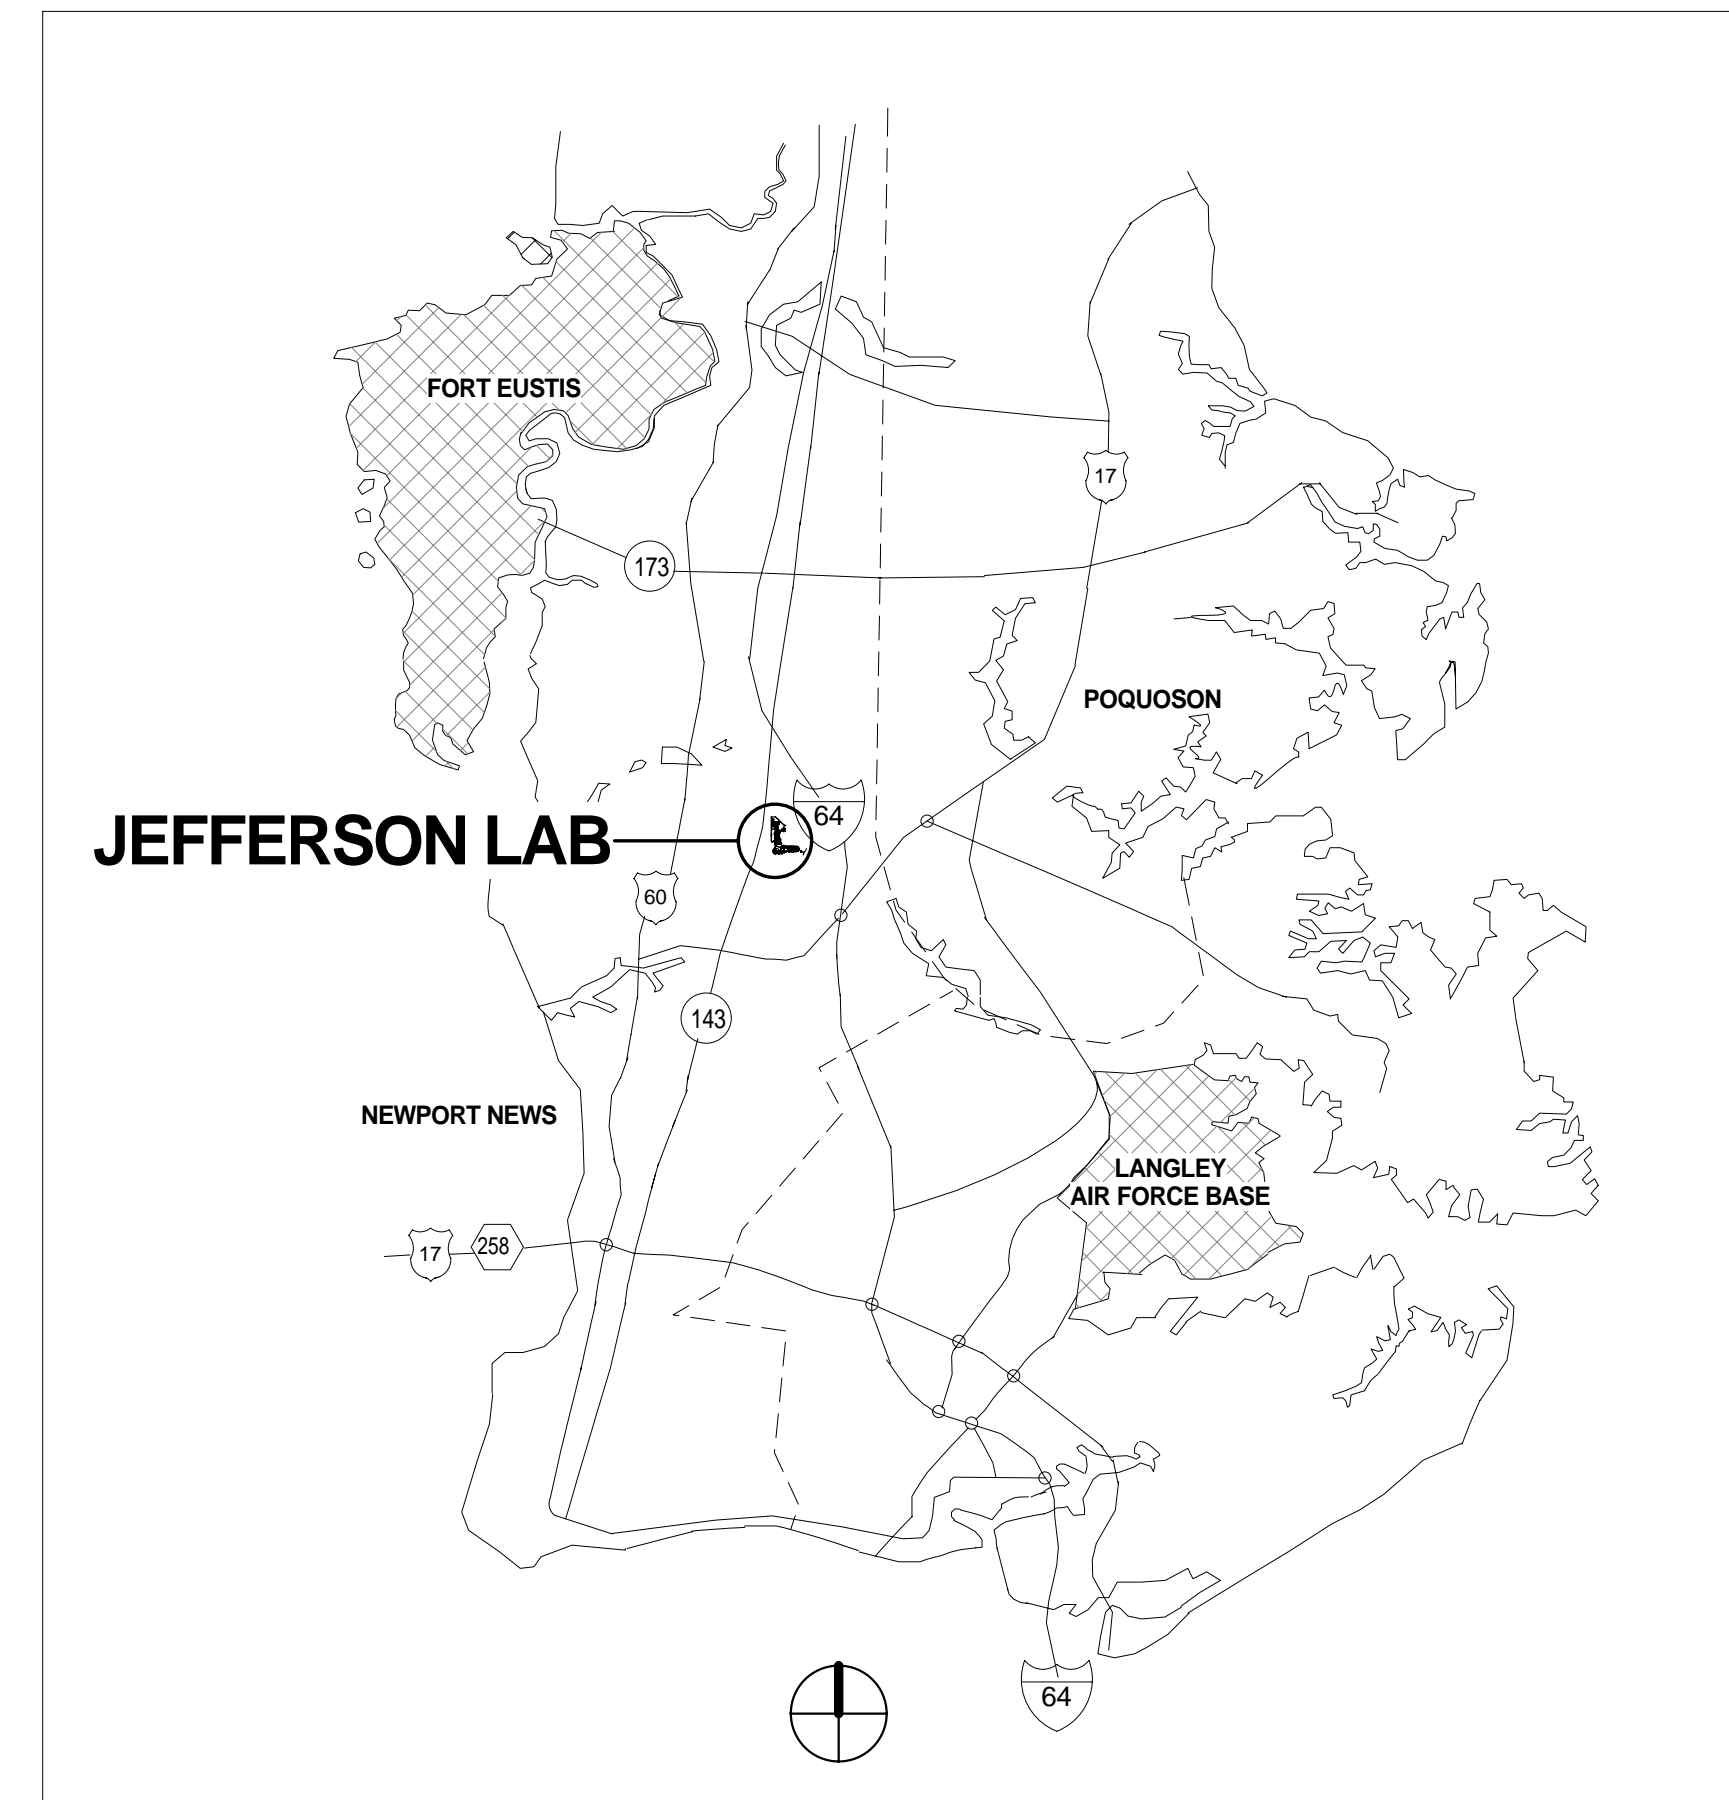 FORT EUSTIS
17
173
POQUOSON
64
JEFFERSON LAB
60
143
NEWPORT NEWS
LANGLEY
AIR FORCE BASE
17
258
64